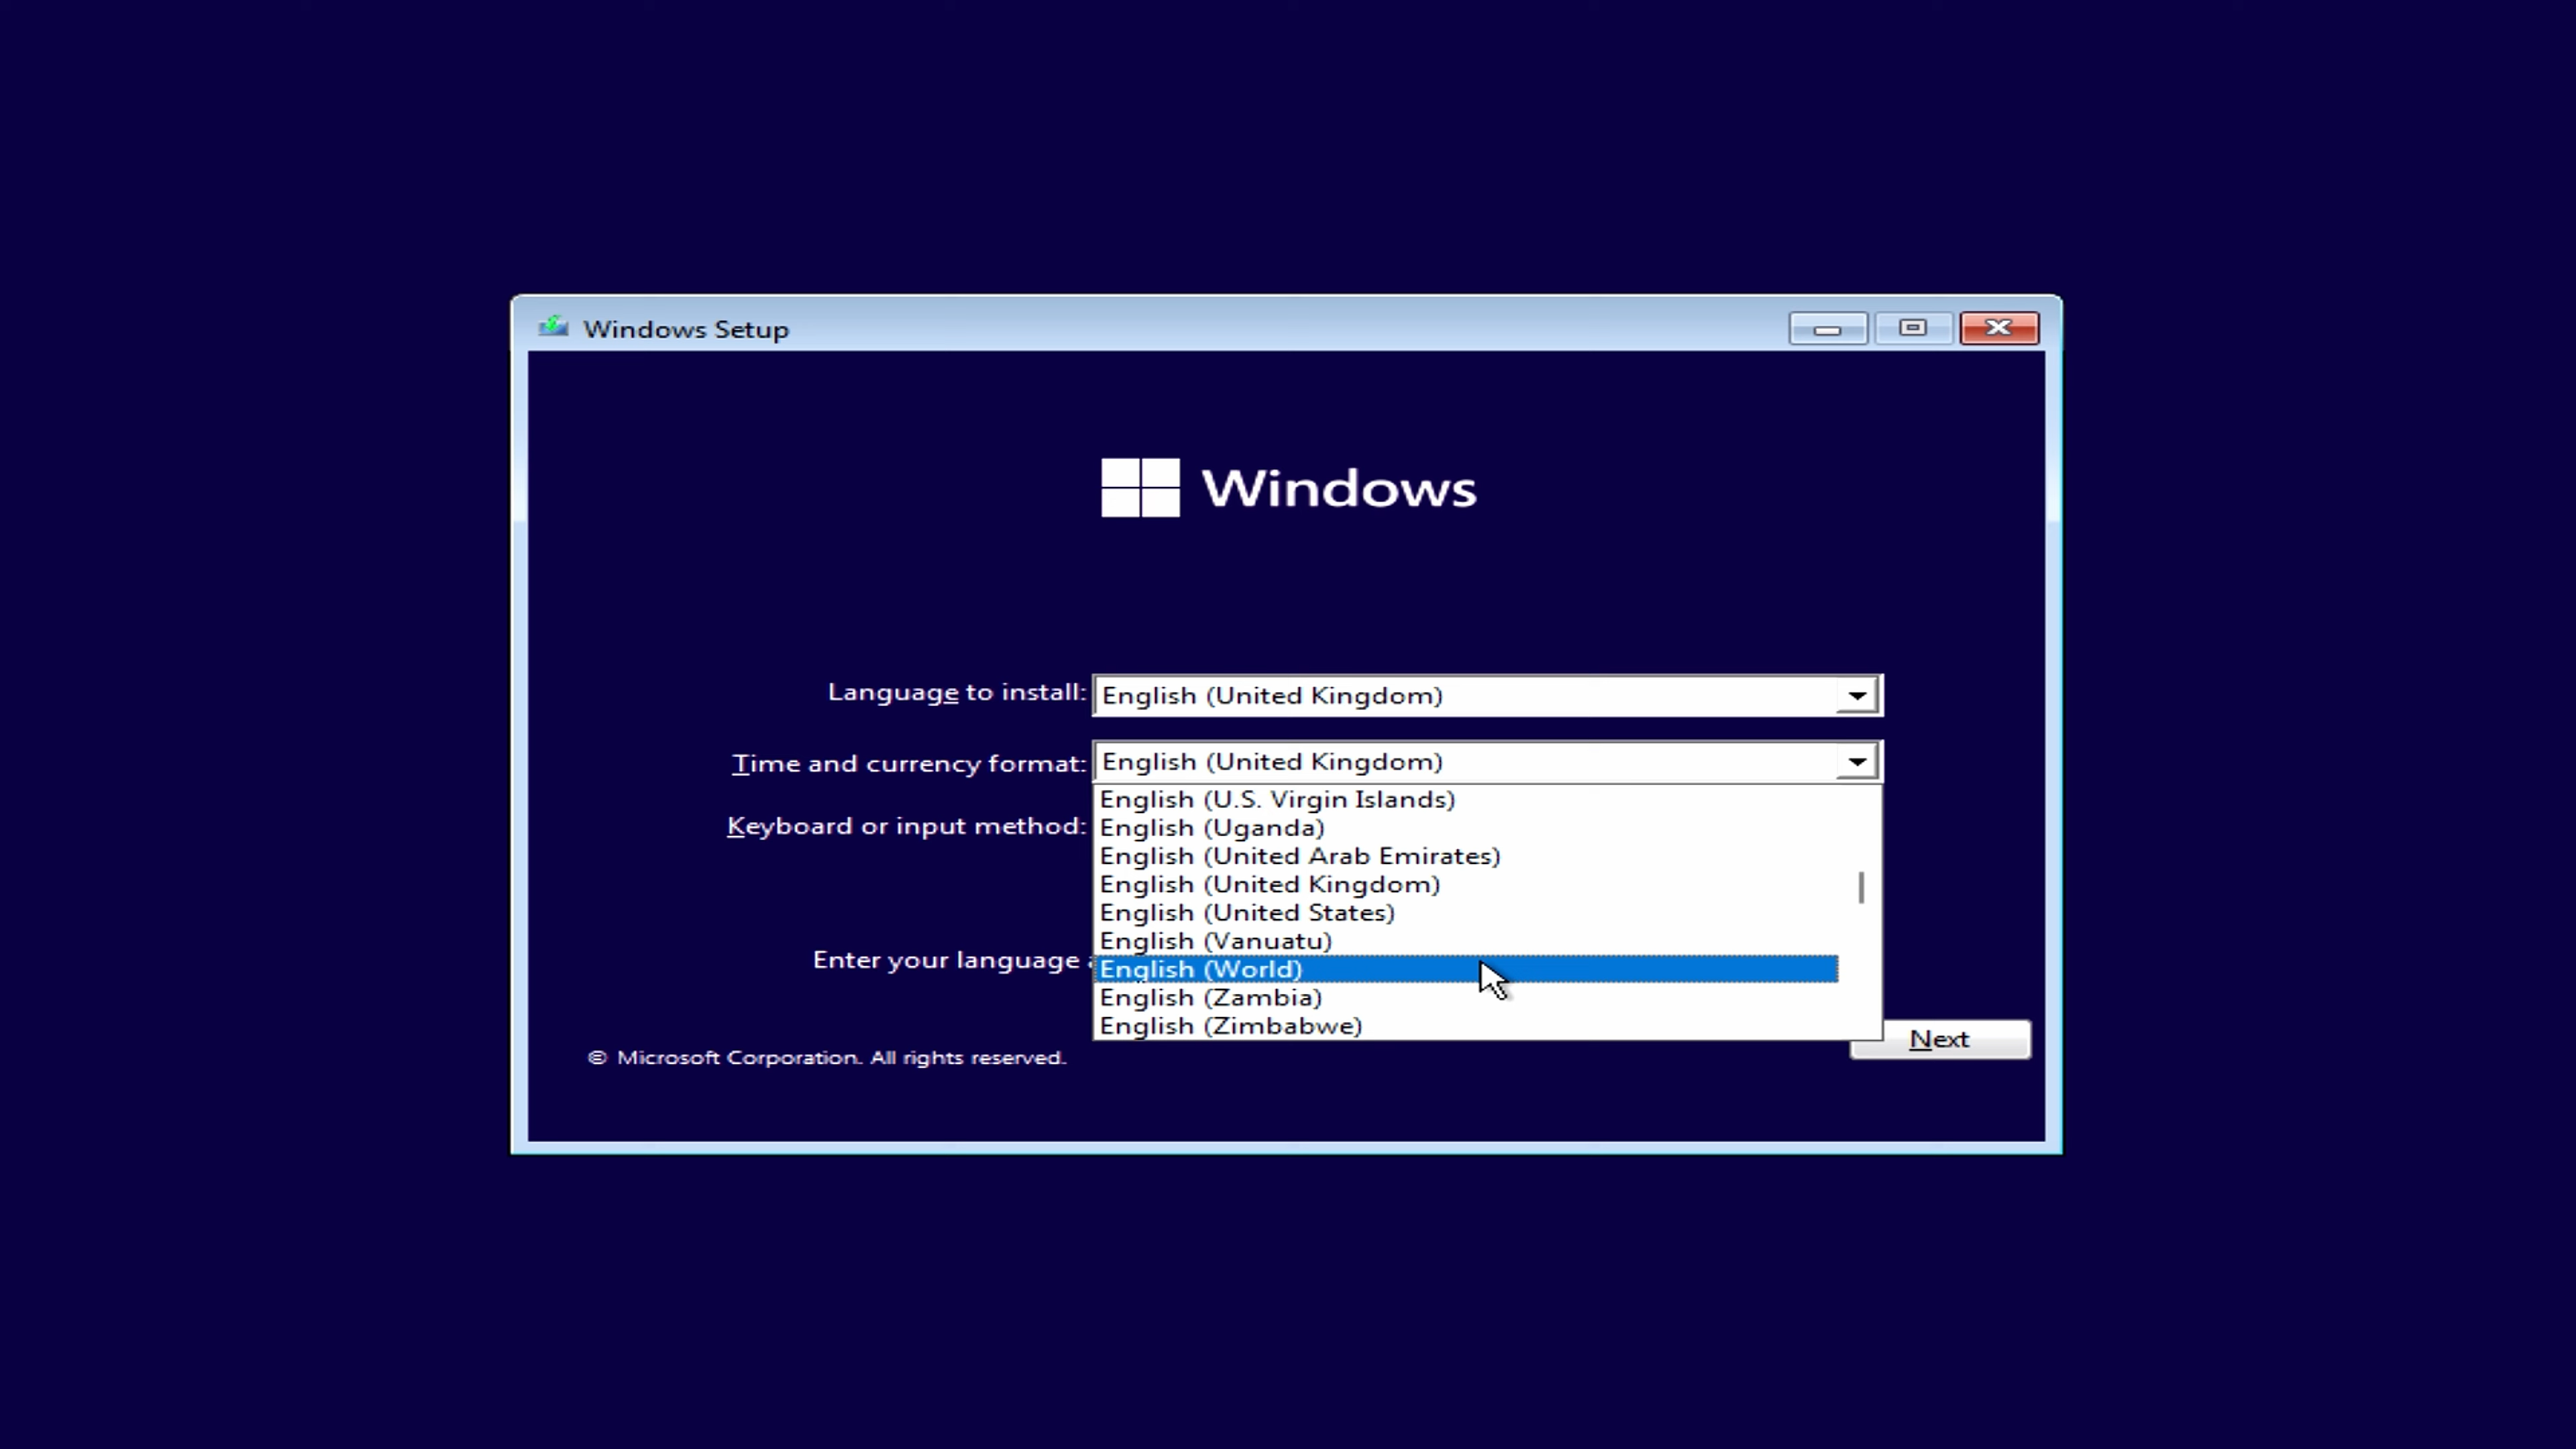 Windows Setup
Windows
Language to install: English (United Kingdom)
Time and currency format: English (United Kingdom)
English (U.S. Virgin Islands)
English (Uganda)
Keyboard or input method:
English (United Arab Emirates)
English (United Kingdom)
English (United States)
English (Vanuatu)
Enter your language
English (World)
English (Zambia)
English (Zimbabwe)
Next
© Microsoft Corporation. All rights reserved.